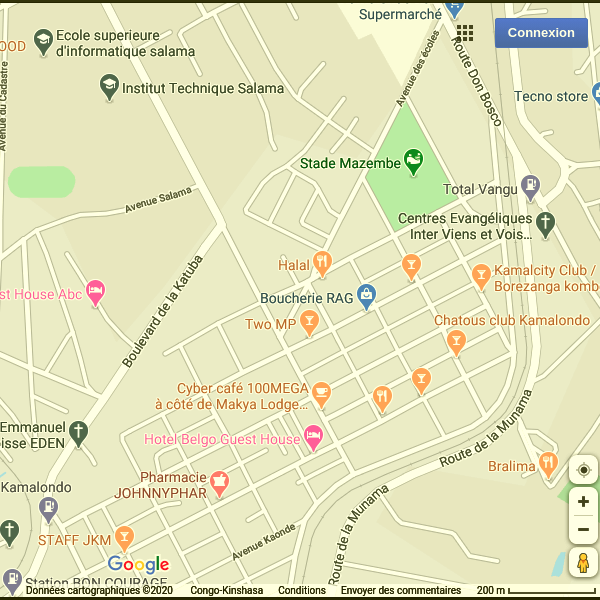 Supermarché
Connexion
OOD
Ecole superieure
d'informatique salama
Avenue des écoles
Route Don Bosco
Avenue du Cadastre
Institut Technique Salama
Tecno store
Stade Mazembe
Total Vangu
Avenue Salama
Centres Evangéliques
Inter Viens et Vois...
Halal
Kamalcity Club /
Borezanga komb
st House Abc
Boulevard de la Katuba
Boucherie RAG
Two MP
Chatous club Kamalondo
Cyber café 100MEGA
à côté de Makya Lodge...
Emmanuel
oisse EDEN
Hotel Belgo Guest House
Route de la Munama
Bralima
Pharmacie
JOHNNYPHAR
Kamalondo
Route de la Munama
STAFF JKM
Avenue Kaonde
Google
Station BON COURAGE
Données cartographiques ©2020 Congo-Kinshasa Conditions Envoyer des commentaires 200 m